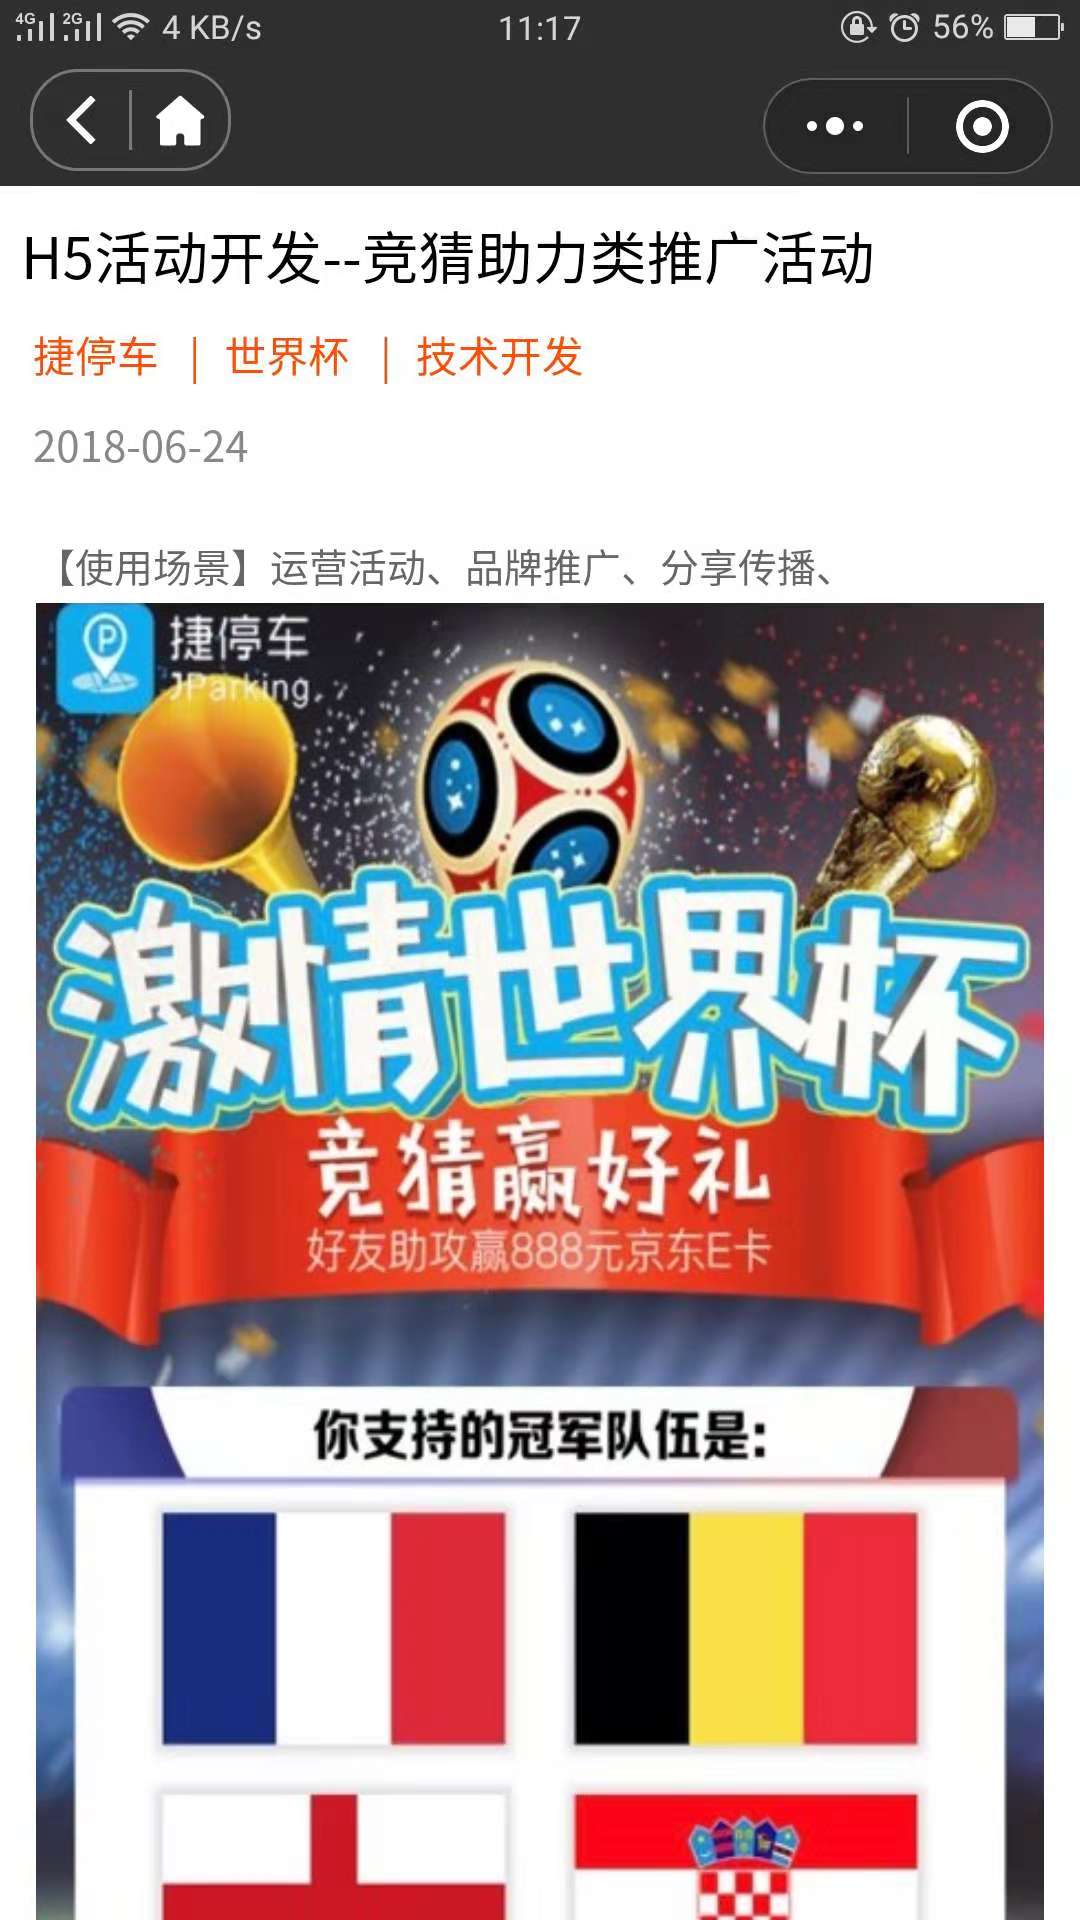 4G 2G 4 KB/s 11:17 56%
H5活动开发--竞猜助力类推广活动
捷停车 | 世界杯 | 技术开发
2018-06-24
【使用场景】运营活动、品牌推广、分享传播、
P 捷停车
JParking
激情世界杯
竞猜赢好礼
好友助攻赢888元京东E卡
你支持的冠军队伍是: